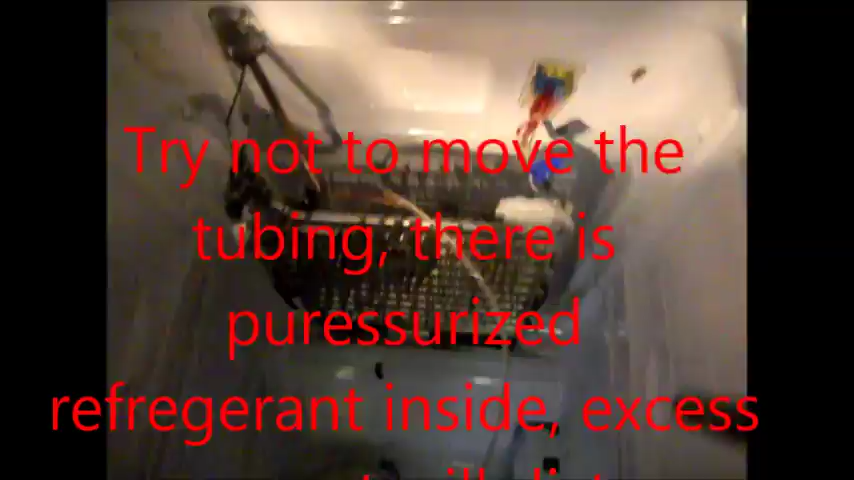 Try not to move the
tubing, there is
puressurized
refregerant inside, excess